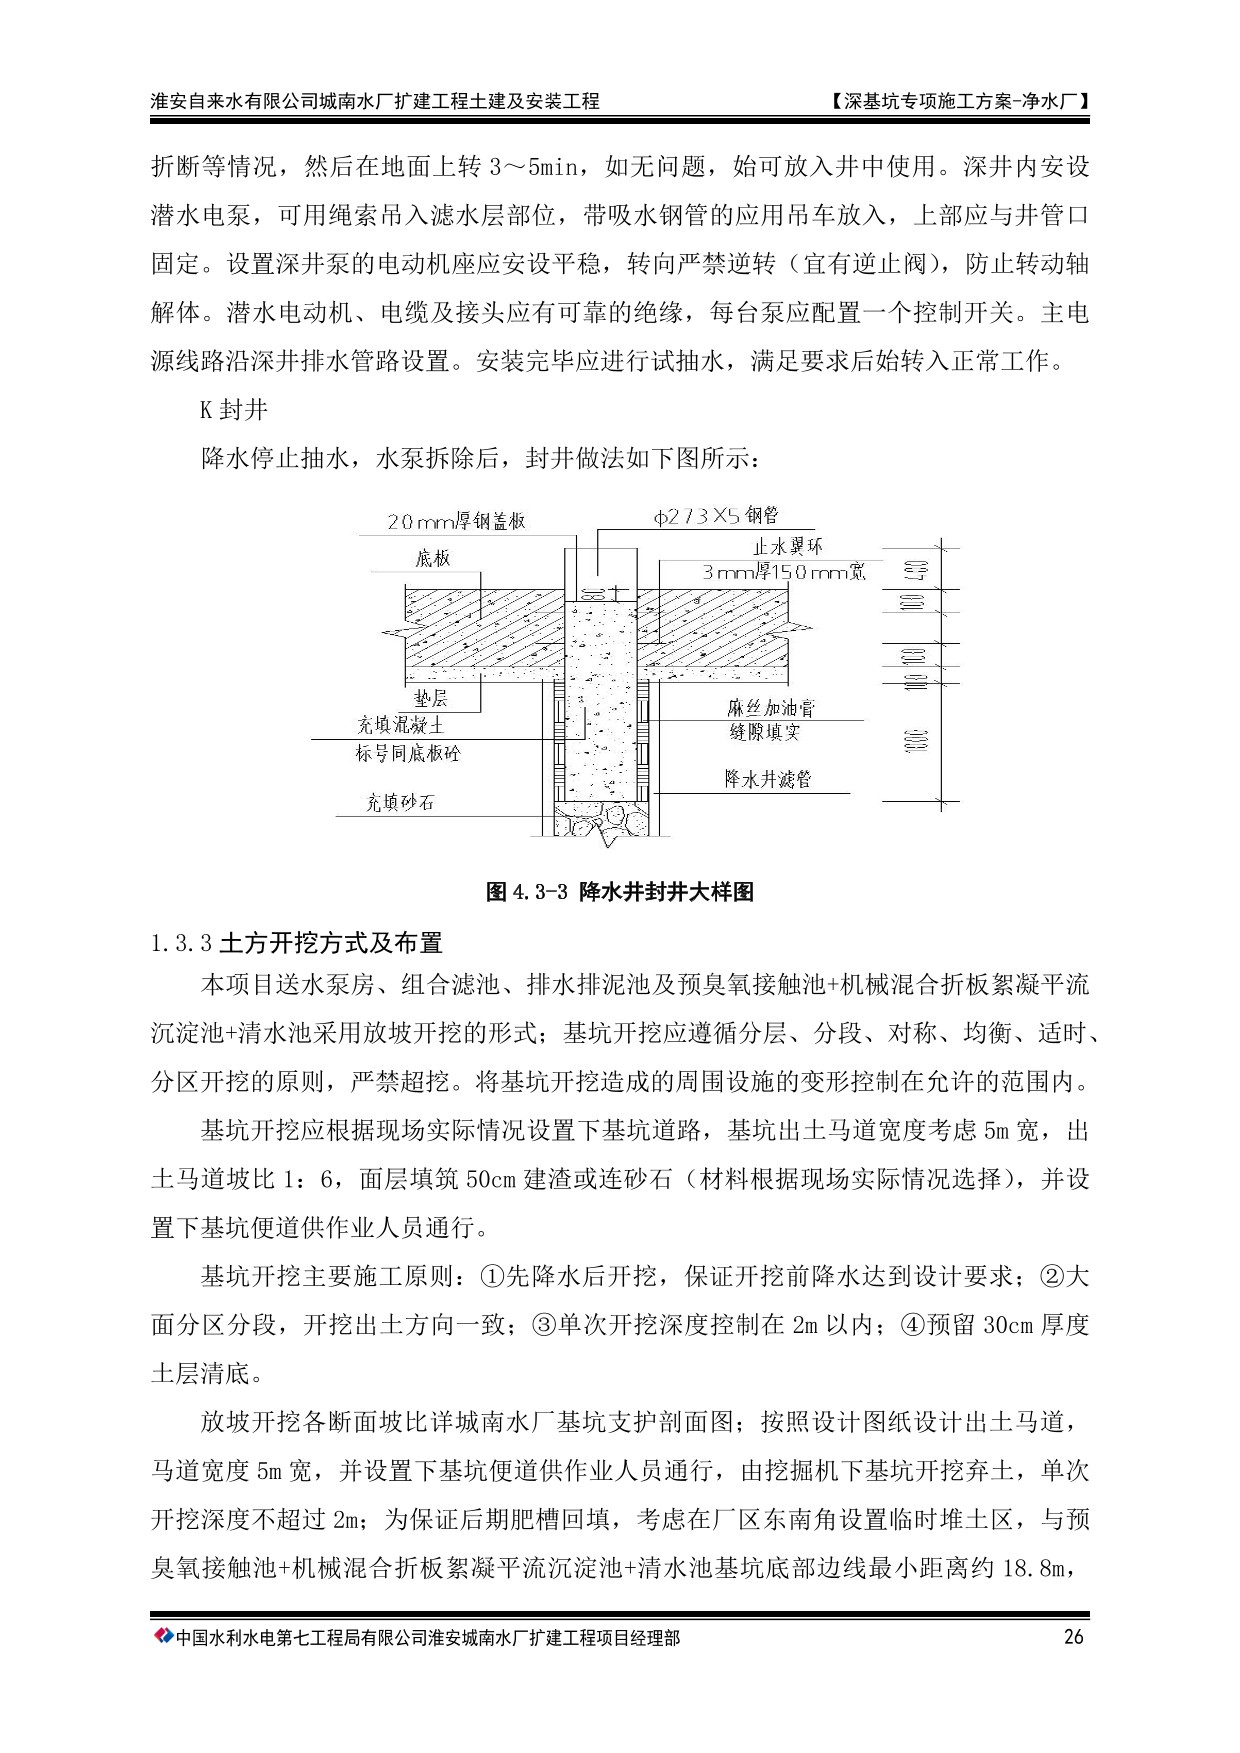 淮安自来水有限公司城南水厂扩建工程土建及安装工程 【深基坑专项施工方案-净水厂】
折断等情况，然后在地面上转 3～5min，如无问题，始可放入井中使用。深井内安设
潜水电泵，可用绳索吊入滤水层部位，带吸水钢管的应用吊车放入，上部应与井管口
固定。设置深井泵的电动机座应安设平稳，转向严禁逆转（宜有逆止阀），防止转动轴
解体。潜水电动机、电缆及接头应有可靠的绝缘，每台泵应配置一个控制开关。主电
源线路沿深井排水管路设置。安装完毕应进行试抽水，满足要求后始转入正常工作。
K 封井
降水停止抽水，水泵拆除后，封井做法如下图所示：
20mm厚钢盖板
ф273X5 钢管
底板
止水翼环
3mm厚150mm宽
垫层
充填混凝土
标号同底板砼
充填砂石
麻丝加油膏
缝隙填实
降水井滤管
100
100
图 4.3-3 降水井封井大样图
1.3.3 土方开挖方式及布置
本项目送水泵房、组合滤池、排水排泥池及预臭氧接触池+机械混合折板絮凝平流
沉淀池+清水池采用放坡开挖的形式；基坑开挖应遵循分层、分段、对称、均衡、适时、
分区开挖的原则，严禁超挖。将基坑开挖造成的周围设施的变形控制在允许的范围内。
基坑开挖应根据现场实际情况设置下基坑道路，基坑出土马道宽度考虑 5m 宽，出
土马道坡比 1：6，面层填筑 50cm 建渣或连砂石（材料根据现场实际情况选择），并设
置下基坑便道供作业人员通行。
基坑开挖主要施工原则：①先降水后开挖，保证开挖前降水达到设计要求；②大
面分区分段，开挖出土方向一致；③单次开挖深度控制在 2m 以内；④预留 30cm 厚度
土层清底。
放坡开挖各断面坡比详城南水厂基坑支护剖面图；按照设计图纸设计出土马道，
马道宽度 5m 宽，并设置下基坑便道供作业人员通行，由挖掘机下基坑开挖弃土，单次
开挖深度不超过 2m；为保证后期肥槽回填，考虑在厂区东南角设置临时堆土区，与预
臭氧接触池+机械混合折板絮凝平流沉淀池+清水池基坑底部边线最小距离约 18.8m，
中国水利水电第七工程局有限公司淮安城南水厂扩建工程项目经理部 26